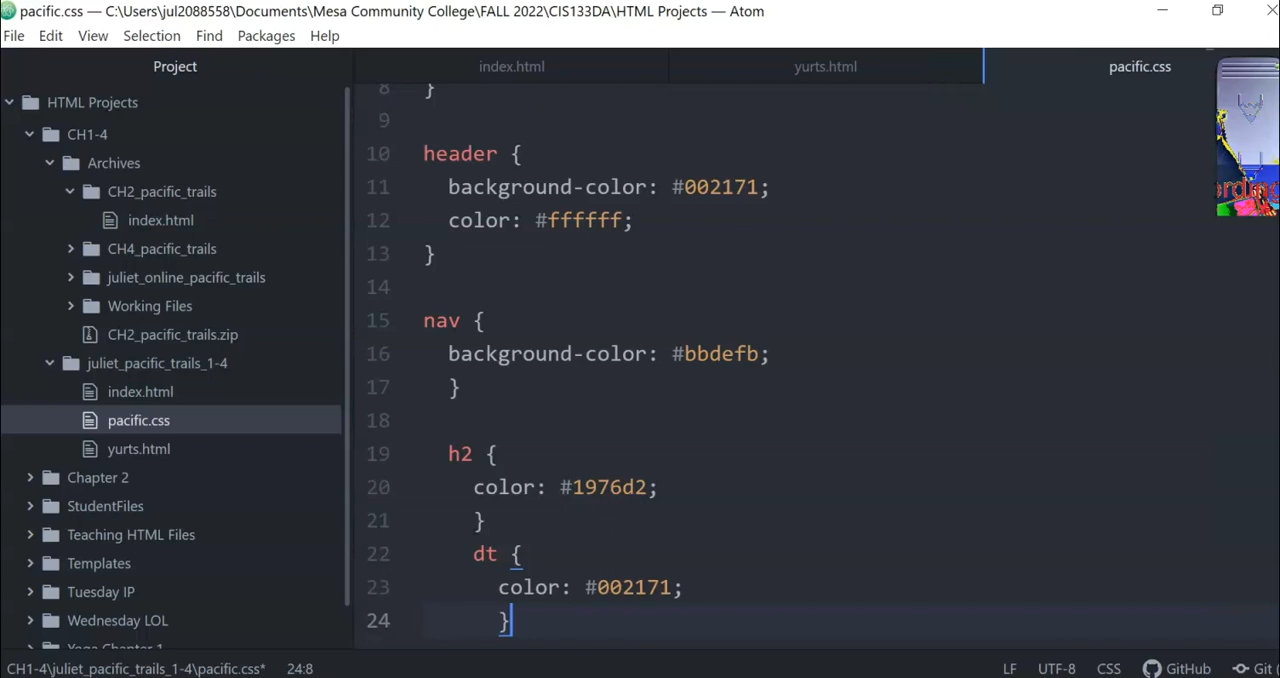 pacific.css — C:\Users\jul2088558\Documents\Mesa Community College\FALL 2022\CIS133DA\HTML Projects — Atom
File Edit View Selection Find Packages Help
Project
HTML Projects
CH1-4
Archives
CH2_pacific_trails
index.html
CH4_pacific_trails
juliet_online_pacific_trails
Working Files
CH2_pacific_trails.zip
juliet_pacific_trails_1-4
index.html
pacific.css
yurts.html
Chapter 2
StudentFiles
Teaching HTML Files
Templates
Tuesday IP
Wednesday LOL
Yoga Chapter 1
index.html yurts.html pacific.css
8 }
9
10 header {
11 background-color: #002171;
12 color: #ffffff;
13 }
14
15 nav {
16 background-color: #bbdefb;
17 }
18
19 h2 {
20 color: #1976d2;
21 }
22 dt {
23 color: #002171;
24 }
CH1-4\juliet_pacific_trails_1-4\pacific.css* 24:8 LF UTF-8 CSS GitHub Git (